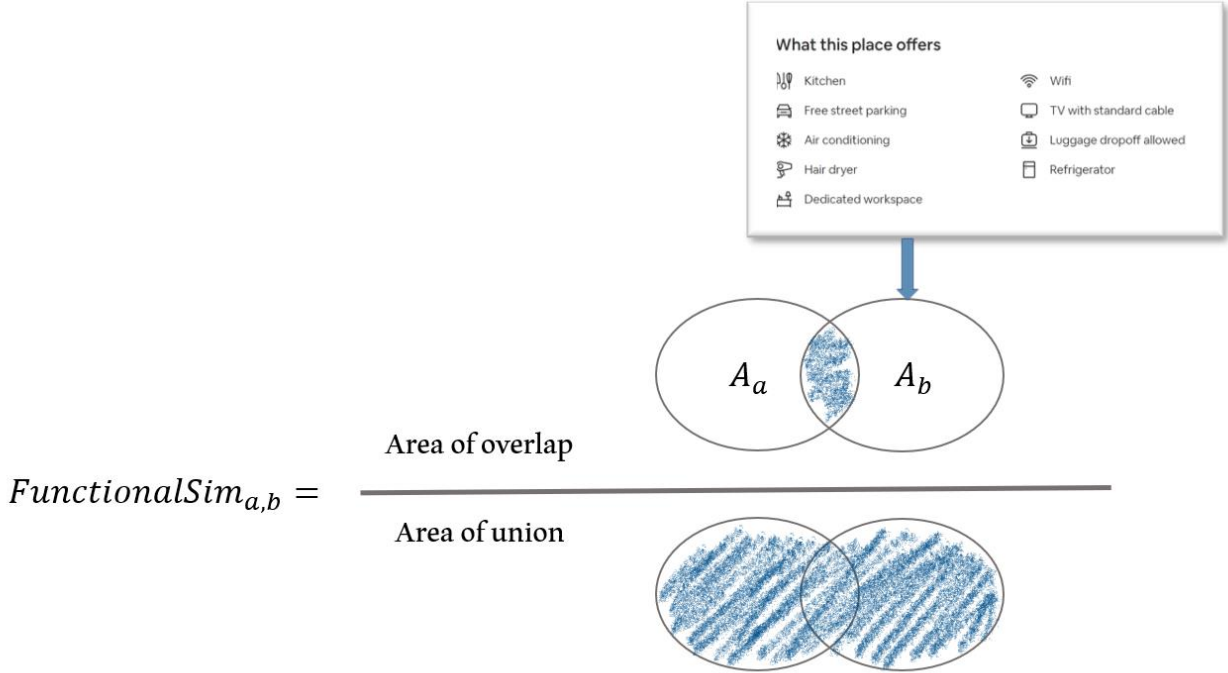 What this place offers
Kitchen
Wifi
Free street parking
TV with standard cable
Air conditioning
Luggage dropoff allowed
Hair dryer
Refrigerator
Dedicated workspace
A_a
A_b
Area of overlap
FunctionalSim_{a,b} =
Area of union